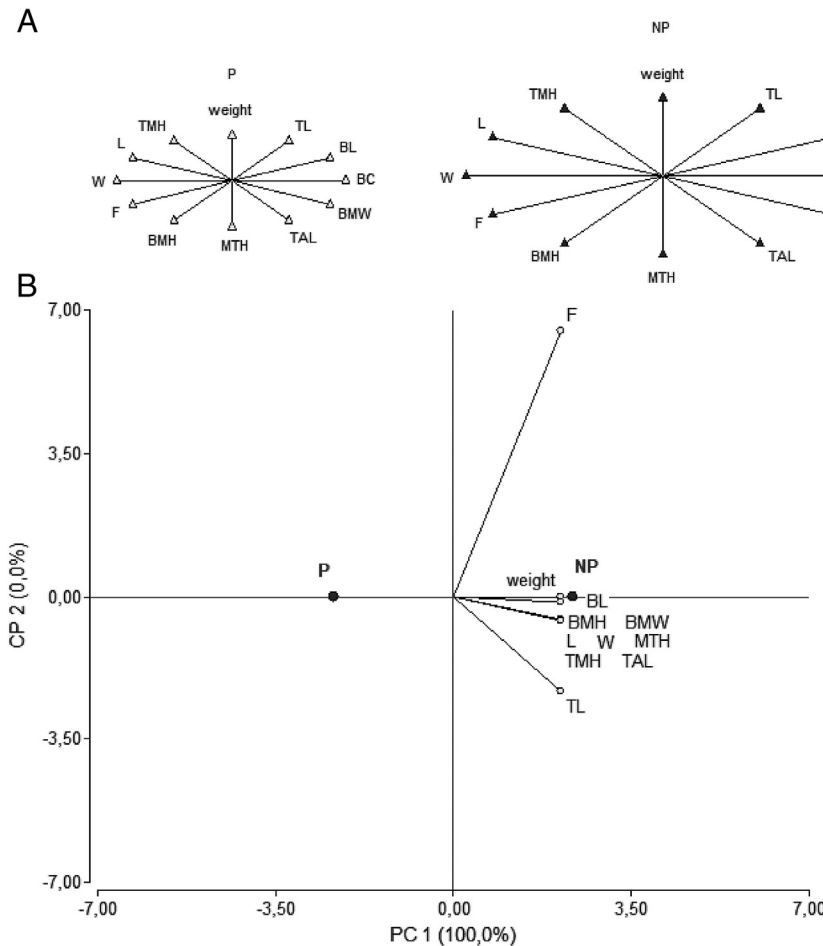 A
P
NP
weight
TMH
TL
L
BL
W
BC
F
BMW
BMH
MTH
TAL
weight
TMH
TL
L
W
F
BMH
MTH
TAL
B
7,00
3,50
0,00
-3,50
-7,00
CP 2 (0,0%)
F
P
weight
NP
BL
BMH BMW
L W MTH
TMH TAL
TL
-7,00 -3,50 0,00 3,50 7,00
PC 1 (100,0%)